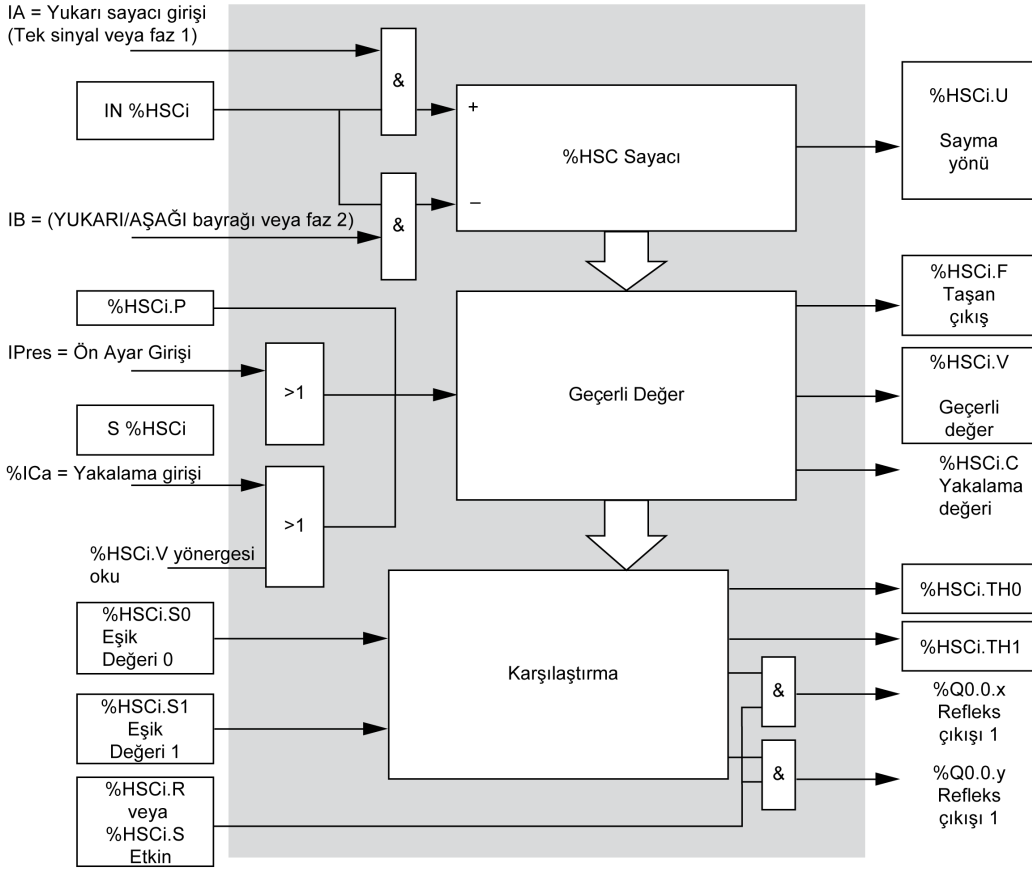 IA = Yukarı sayacı girişi
(Tek sinyal veya faz 1)
&
IN %HSCi
+
%HSC Sayacı
–
%HSCi.U
Sayma
yönü
IB = (YUKARI/AŞAĞI bayrağı veya faz 2)
&
%HSCi.P
%HSCi.F
Taşan
çıkış
IPres = Ön Ayar Girişi
>1
Geçerli Değer
%HSCi.V
Geçerli
değer
S %HSCi
%ICa = Yakalama girişi
>1
%HSCi.C
Yakalama
değeri
%HSCi.V yönergesi
oku
%HSCi.S0
Eşik
Değeri 0
Karşılaştırma
%HSCi.TH0
%HSCi.TH1
%HSCi.S1
Eşik
Değeri 1
&
%Q0.0.x
Refleks
çıkışı 1
%HSCi.R
veya
%HSCi.S
Etkin
&
%Q0.0.y
Refleks
çıkışı 1